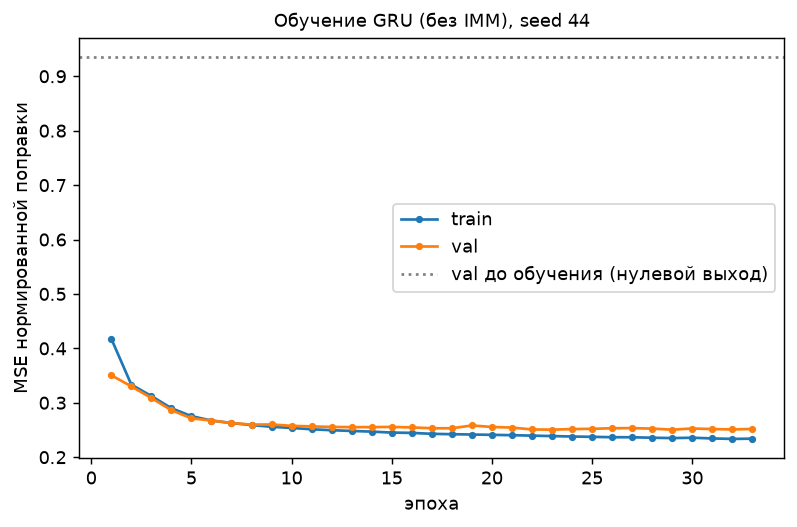 Обучение GRU (без IMM), seed 44
MSE нормированной поправки
0.9
0.8
0.7
0.6
0.5
0.4
0.3
0.2
train
val
val до обучения (нулевой выход)
0 5 10 15 20 25 30
эпоха